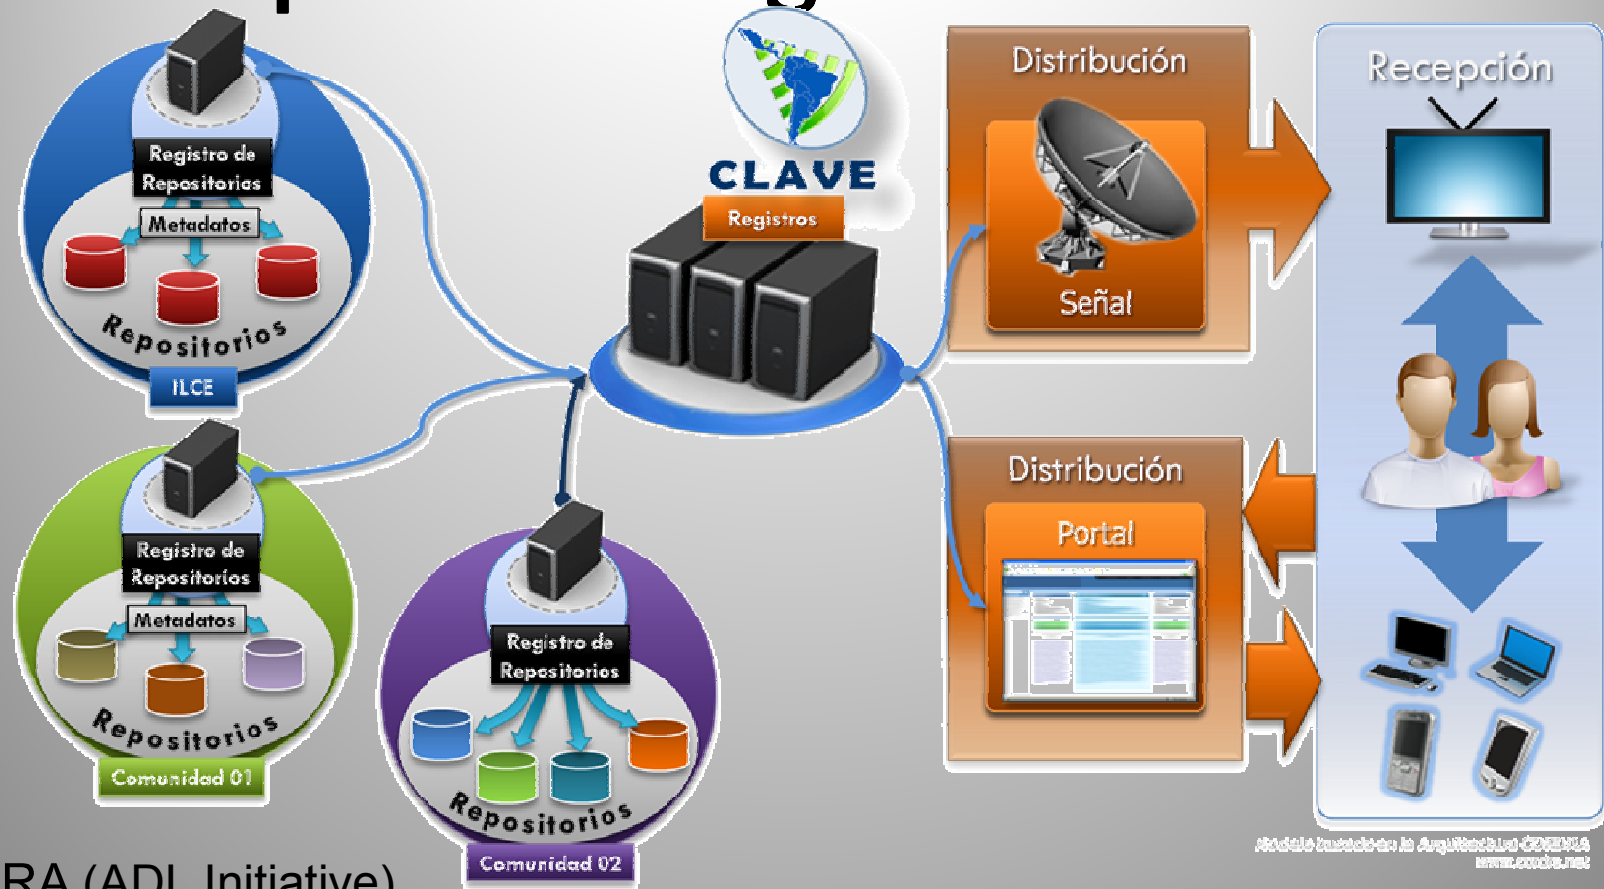 Registro de
Repositorios
Metadatos
Repositorios
ILCE
Registro de
Repositorios
Metadatos
Repositorios
Comunidad 01
Registro de
Repositorios
Repositorios
Comunidad 02
CLAVE
Registros
Distribución
Señal
Distribución
Portal
Recepción
RA (ADL Initiative)